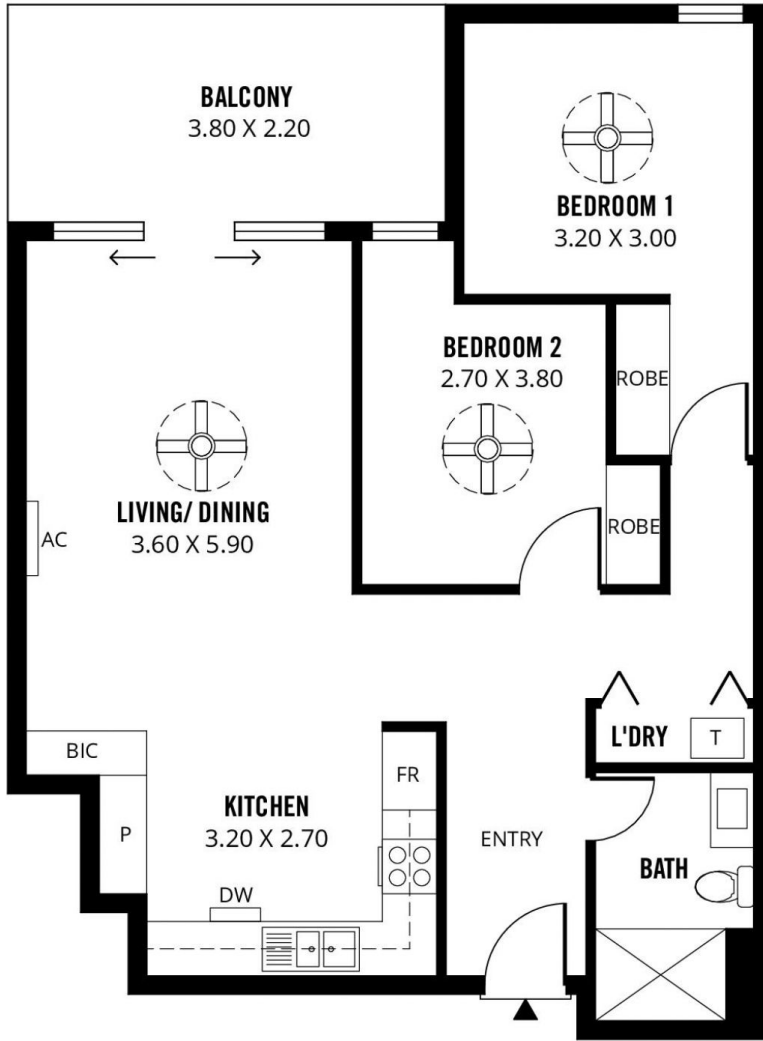 BALCONY
3.80 X 2.20
BEDROOM 1
3.20 X 3.00
BEDROOM 2
2.70 X 3.80
ROBE
LIVING/ DINING
3.60 X 5.90
AC
ROBE
BIC
L'DRY
T
FR
KITCHEN
3.20 X 2.70
P
ENTRY
BATH
DW